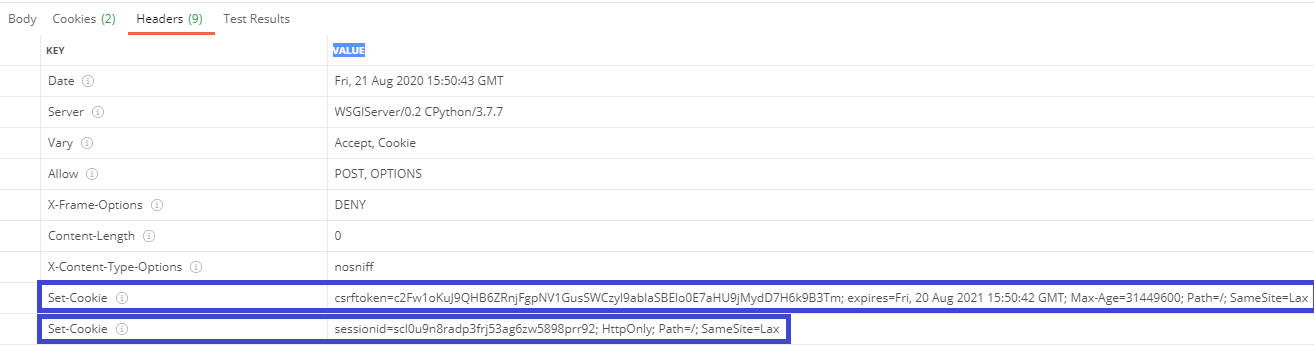 Body Cookies (2) Headers (9) Test Results
KEY VALUE
Date Fri, 21 Aug 2020 15:50:43 GMT
Server WSGIServer/0.2 CPython/3.7.7
Vary Accept, Cookie
Allow POST, OPTIONS
X-Frame-Options DENY
Content-Length 0
X-Content-Type-Options nosniff
Set-Cookie csrftoken=c2Fw1oKuJ9QHB6ZRnjFgpNV1GusSWCzyI9ablaSBElo0E7aHU9jMydD7H6k9B3Tm; expires=Fri, 20 Aug 2021 15:50:42 GMT; Max-Age=31449600; Path=/; SameSite=Lax
Set-Cookie sessionid=scl0u9n8radp3frj53ag6zw5898prr92; HttpOnly; Path=/; SameSite=Lax